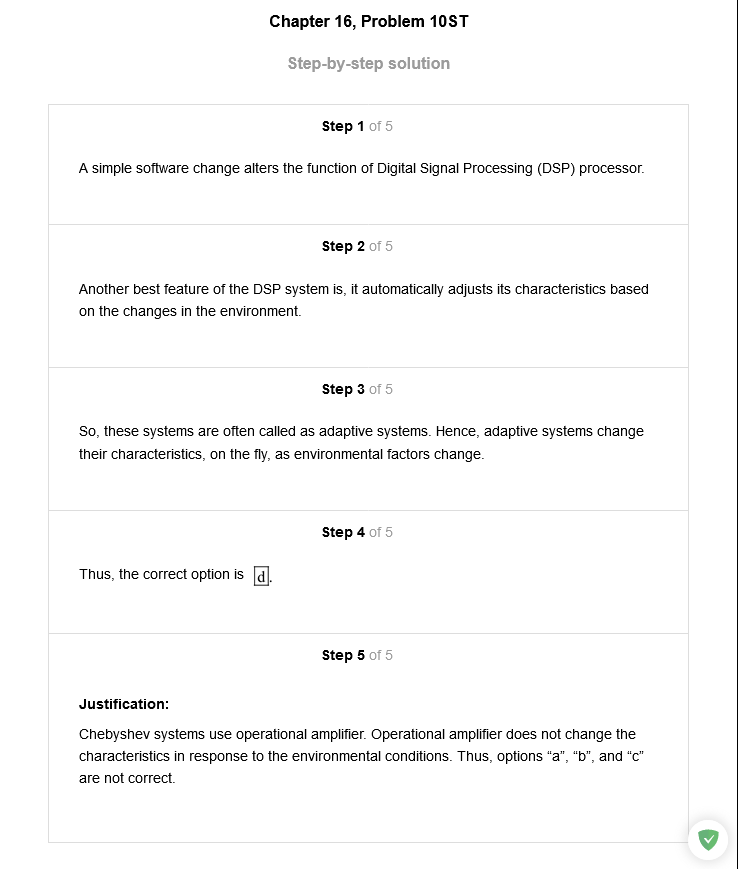 Chapter 16, Problem 10ST
Step-by-step solution
Step 1 of 5
A simple software change alters the function of Digital Signal Processing (DSP) processor.
Step 2 of 5
Another best feature of the DSP system is, it automatically adjusts its characteristics based
on the changes in the environment.
Step 3 of 5
So, these systems are often called as adaptive systems. Hence, adaptive systems change
their characteristics, on the fly, as environmental factors change.
Step 4 of 5
Thus, the correct option is d.
Step 5 of 5
Justification:
Chebyshev systems use operational amplifier. Operational amplifier does not change the
characteristics in response to the environmental conditions. Thus, options “a”, “b”, and “c”
are not correct.